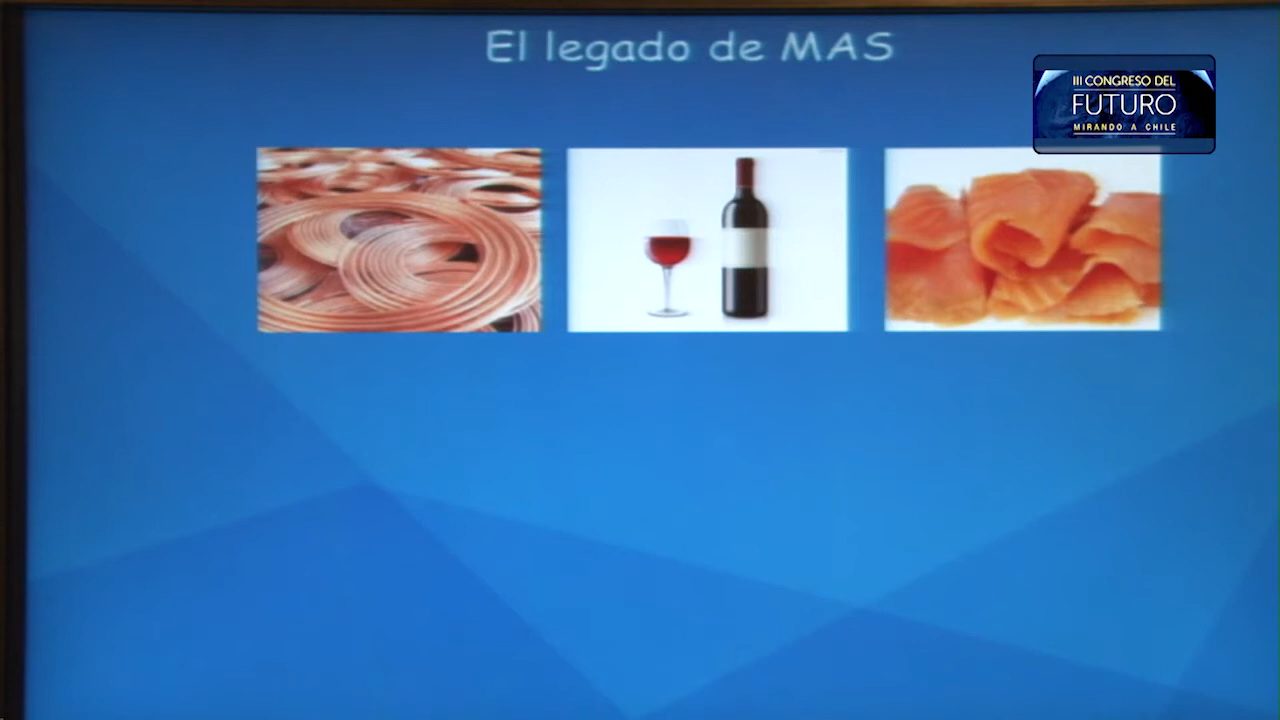 El legado de MAS
III CONGRESO DEL
FUTURO
MIRANDO A CHILE